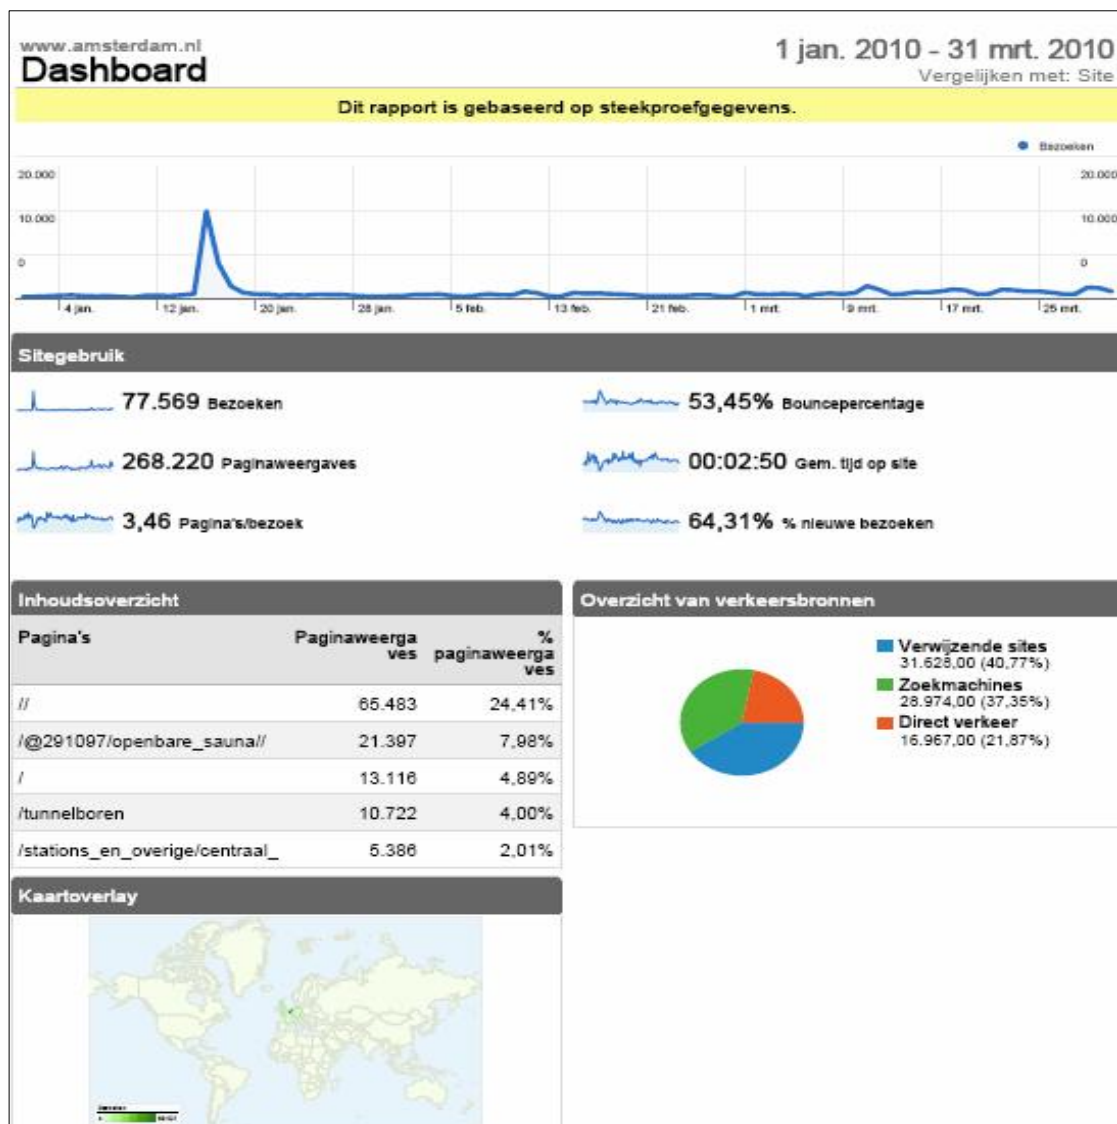 www.amsterdam.nl
Dashboard
1 jan. 2010 - 31 mrt. 2010
Vergelijken met: Site
Dit rapport is gebaseerd op steekproefgegevens.
Bezoeken
20.000 20.000
10.000 10.000
0 0
4 jan. 12 jan. 20 jan. 28 jan. 5 feb. 13 feb. 21 feb. 1 mrt. 9 mrt. 17 mrt. 25 mrt.
Sitegebruik
77.569 Bezoeken
53,45% Bouncepercentage
268.220 Paginaweergaves
00:02:50 Gem. tijd op site
3,46 Pagina's/bezoek
64,31% % nieuwe bezoeken
Inhoudsoverzicht
Pagina's Paginaweerga %
ves paginaweerga
ves
// 65.483 24,41%
/@291097/openbare_sauna// 21.397 7,98%
/ 13.116 4,89%
/tunnelboren 10.722 4,00%
/stations_en_overige/centraal_ 5.386 2,01%
Overzicht van verkeersbronnen
Verwijzende sites
31.628,00 (40,77%)
Zoekmachines
28.974,00 (37,35%)
Direct verkeer
16.967,00 (21,87%)
Kaartoverlay